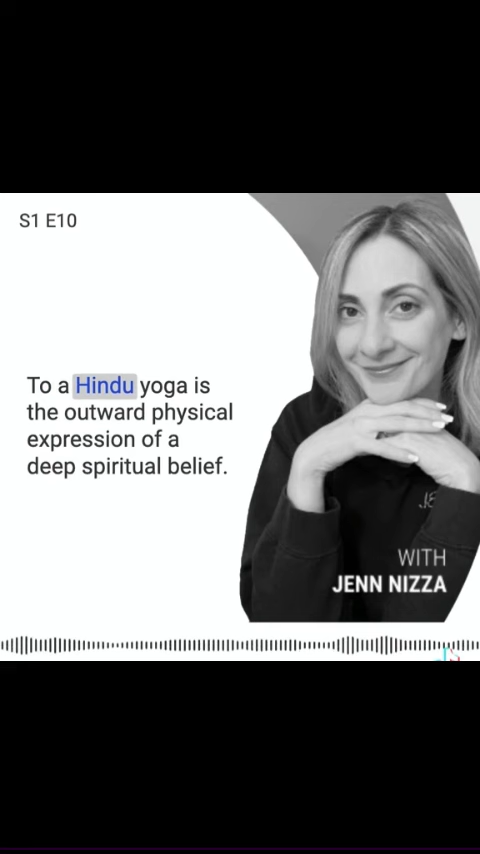 S1 E10
To a Hindu yoga is
the outward physical
expression of a
deep spiritual belief.
WITH
JENN NIZZA